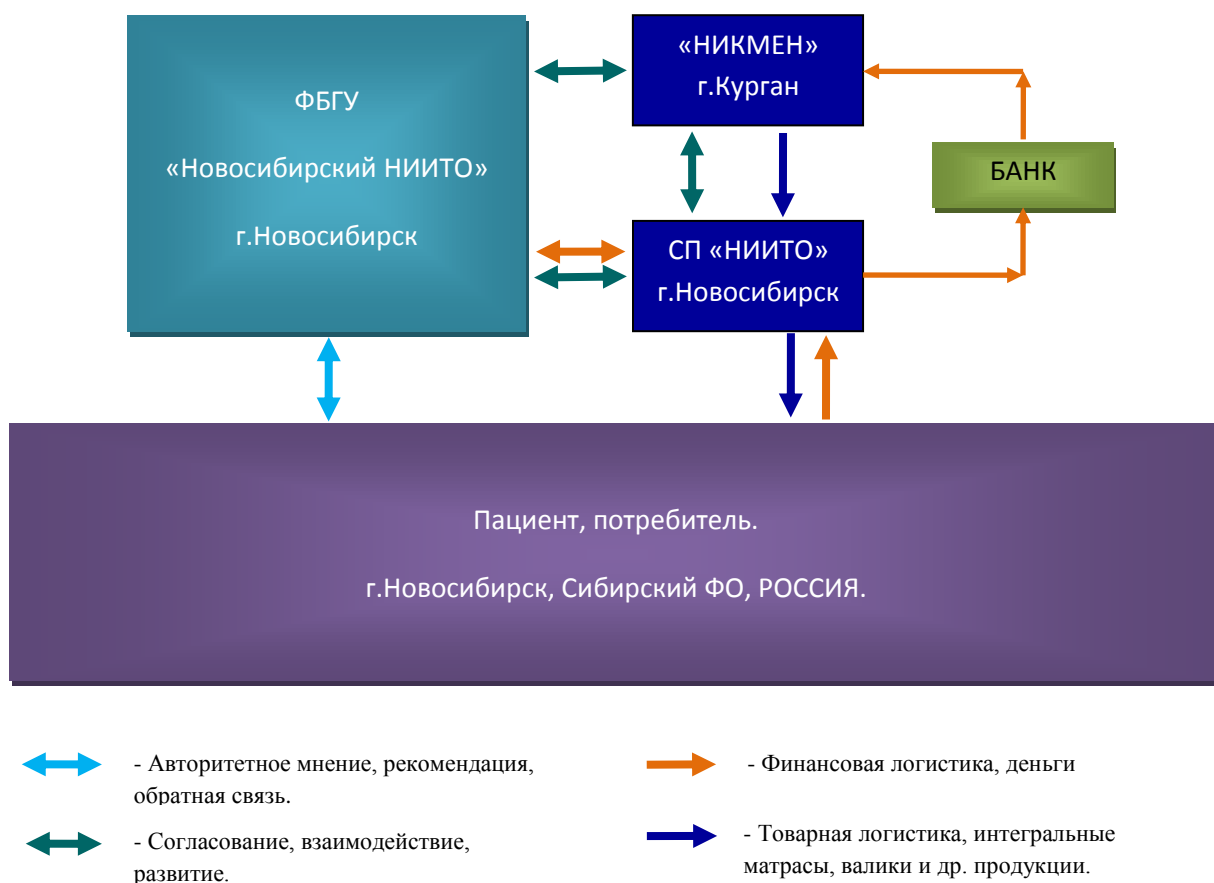 ФБГУ
«Новосибирский НИИТО»
г.Новосибирск
«НИКМЕН»
г.Курган
СП «НИИТО»
г.Новосибирск
БАНК
Пациент, потребитель.
г.Новосибирск, Сибирский ФО, РОССИЯ.
- Авторитетное мнение, рекомендация,
обратная связь.
- Согласование, взаимодействие,
развитие.
- Финансовая логистика, деньги
- Товарная логистика, интегральные
матрасы, валики и др. продукции.